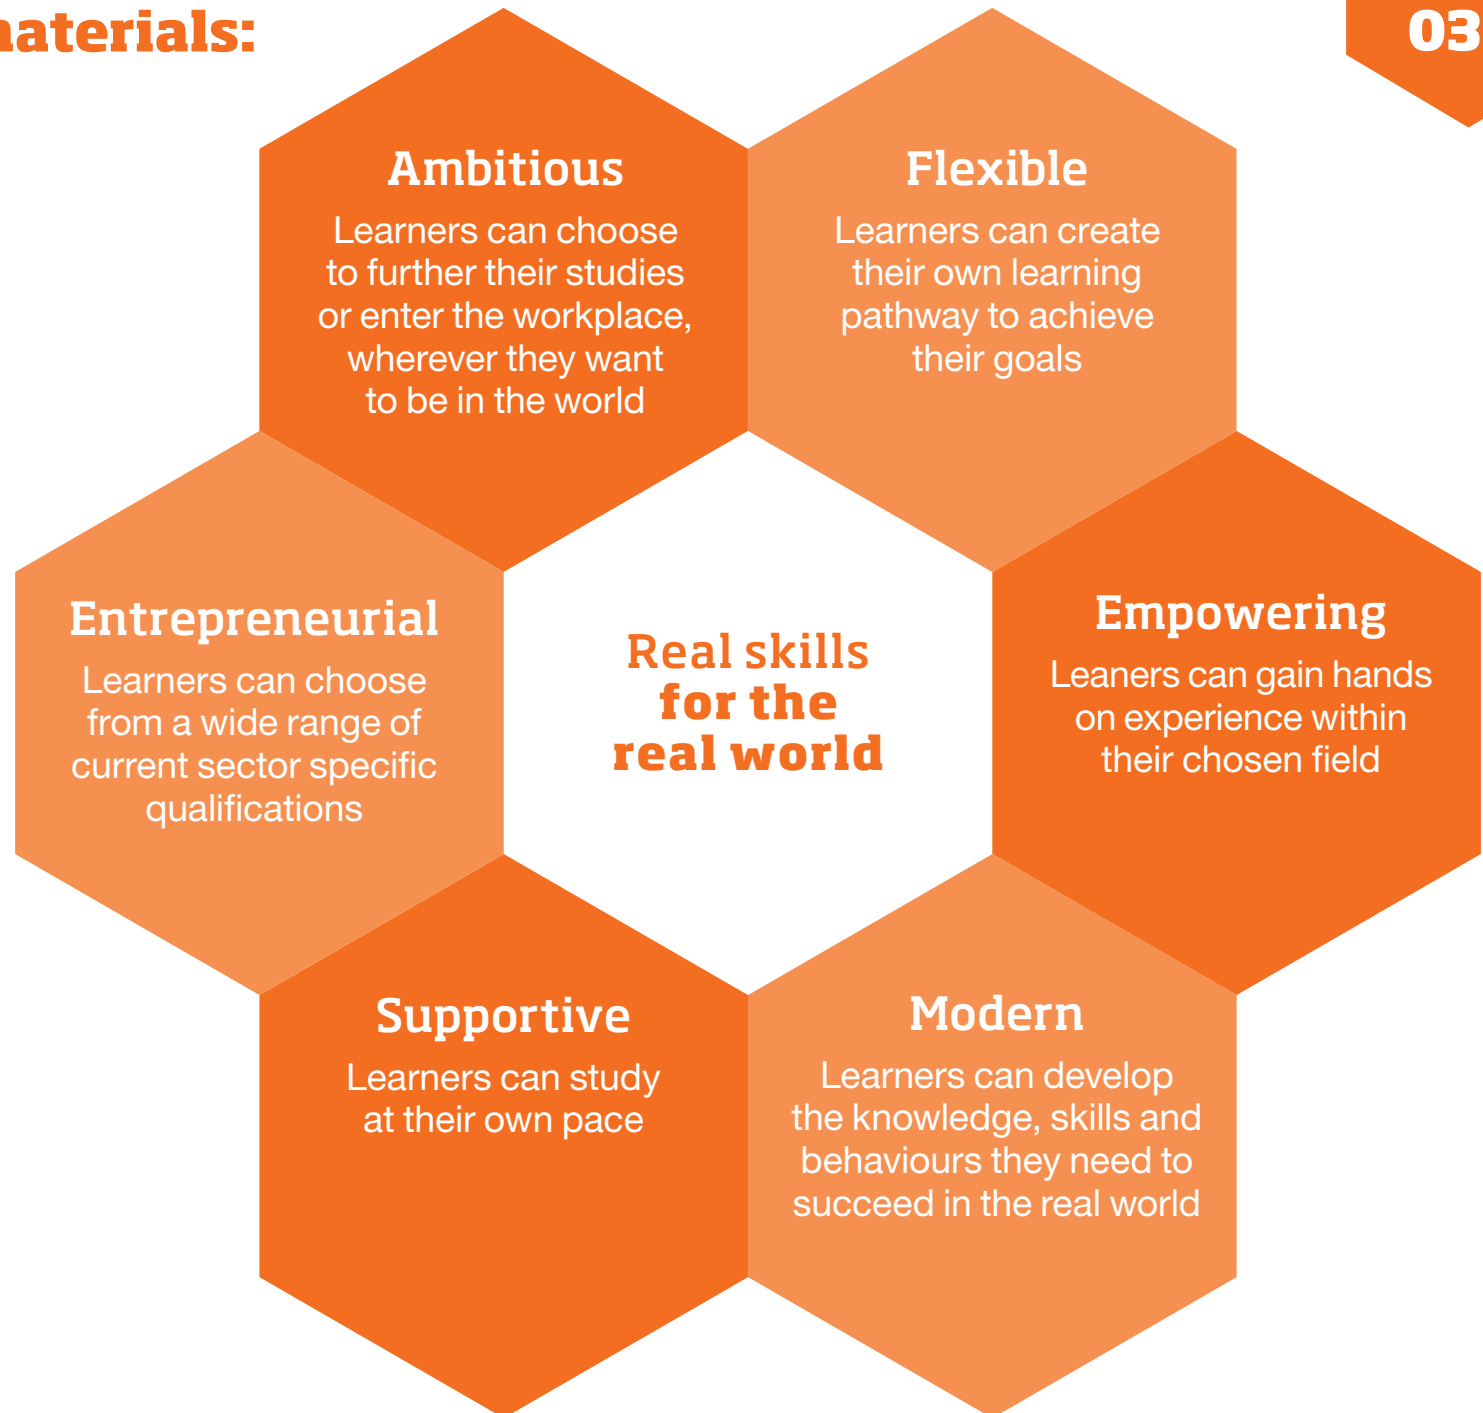 03
Ambitious
Learners can choose
to further their studies
or enter the workplace,
wherever they want
to be in the world
Flexible
Learners can create
their own learning
pathway to achieve
their goals
Entrepreneurial
Learners can choose
from a wide range of
current sector specific
qualifications
Real skills
for the
real world
Empowering
Leaners can gain hands
on experience within
their chosen field
Supportive
Learners can study
at their own pace
Modern
Learners can develop
the knowledge, skills and
behaviours they need to
succeed in the real world